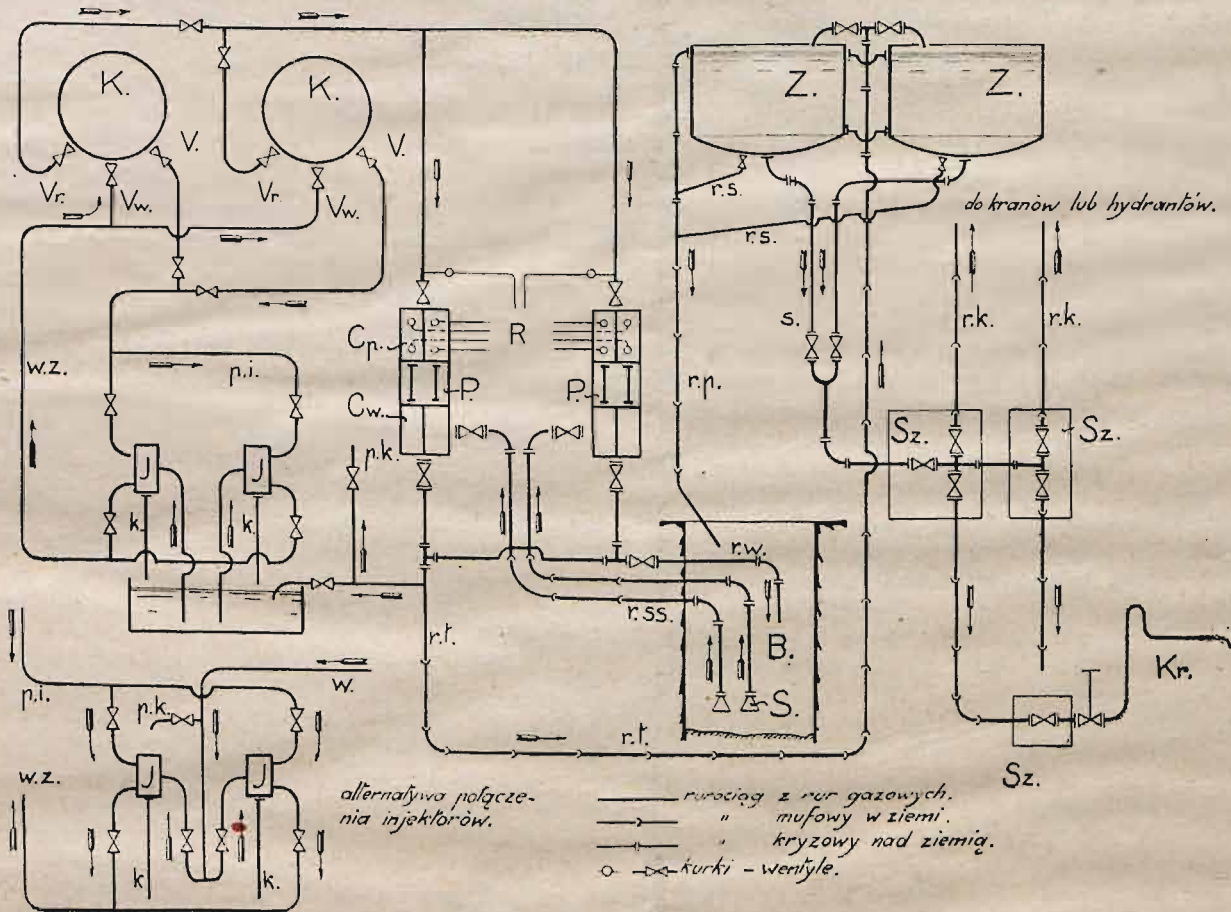 K.
K.
Z.
Z.
V.
V.
Vr.
Vw.
Vr.
Vw.
r.s.
r.s.
do kranów lub hydrantów.
s.
r.k.
r.k.
Cp.
R
w.z.
p.i.
P.
P.
r.p.
Cw.
Sz.
Sz.
p.k.
J
J
k.
k.
r.w.
r.ss.
B.
r.t.
S.
Kr.
p.i.
w.
p.k.
r.t.
Sz.
w.z.
J
J
k
k.
alternatywa połącze-
nia injektorów.
rurociąg z rur gazowych.
" mufowy w ziemi.
" kryzowy nad ziemią.
kurki - wentyle.